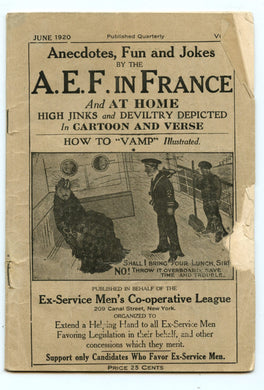 JUNE 1920 Published Quarterly
Anecdotes, Fun and Jokes
BY THE
A.E.F. IN FRANCE
And AT HOME
HIGH JINKS and DEVILTRY DEPICTED
In CARTOON AND VERSE
HOW TO "VAMP" Illustrated.
SHALL I BRING YOUR LUNCH, SIR?
NO! THROW IT OVERBOARD, SAVE
TIME AND TROUBLE.
PUBLISHED IN BEHALF OF THE
Ex-Service Men's Co-operative League
209 Canal Street, New York.
ORGANIZED TO
Extend a Helping Hand to all Ex-Service Men
Favoring Legislation in their behalf, and other
concessions which they merit.
Support only Candidates Who Favor Ex-Service Men.
PRICE 25 CENTS